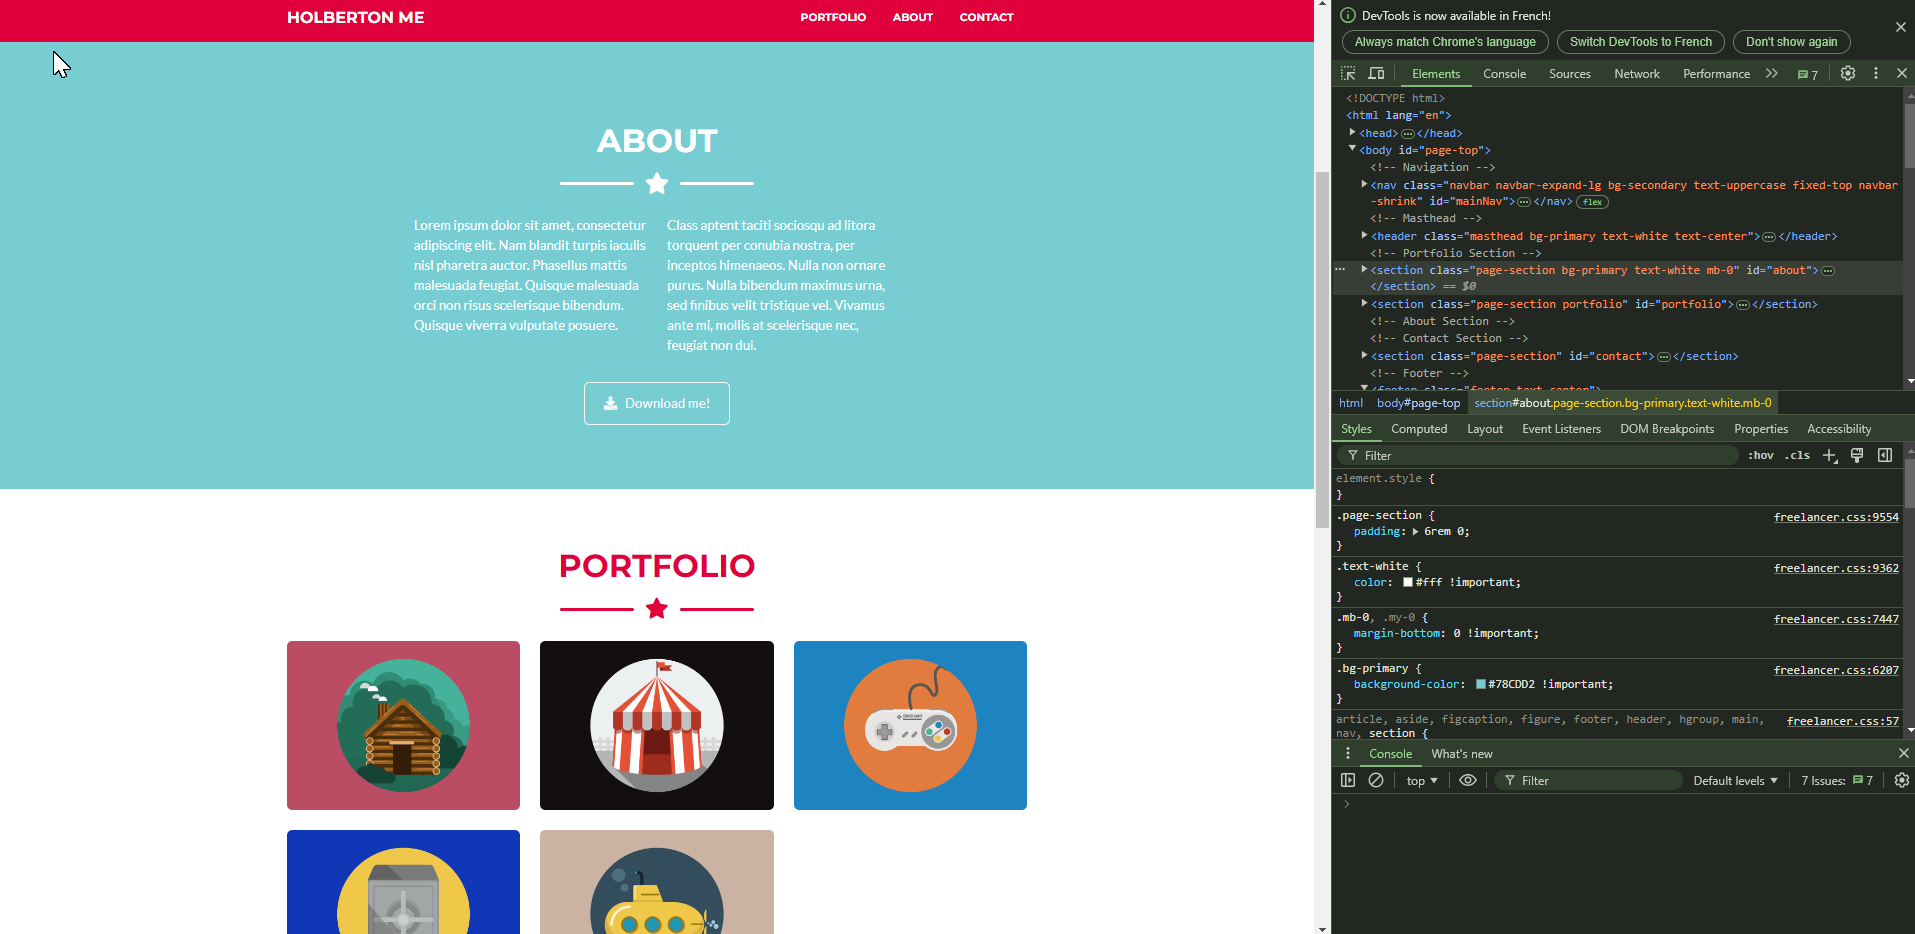 HOLBERTON ME
PORTFOLIO ABOUT CONTACT
ABOUT
Lorem ipsum dolor sit amet, consectetur
adipiscing elit. Nam blandit turpis iaculis
nisl pharetra auctor. Phasellus mattis
malesuada feugiat. Quisque malesuada
orci non risus scelerisque bibendum.
Quisque viverra vulputate posuere.
Class aptent taciti sociosqu ad litora
torquent per conubia nostra, per
inceptos himenaeos. Nulla non ornare
purus. Nulla bibendum maximus urna,
sed finibus velit tristique vel. Vivamus
ante mi, mollis at scelerisque nec,
feugiat non dui.
Download me!
PORTFOLIO
DevTools is now available in French!
Always match Chrome's language Switch DevTools to French Don't show again
Elements Console Sources Network Performance 7
<!DOCTYPE html>
<html lang="en">
<head> </head>
<body id="page-top">
<!-- Navigation -->
<nav class="navbar navbar-expand-lg bg-secondary text-uppercase fixed-top navbar
-shrink" id="mainNav"> </nav> flex
<!-- Masthead -->
<header class="masthead bg-primary text-white text-center"> </header>
<!-- Portfolio Section -->
<section class="page-section bg-primary text-white mb-0" id="about">
</section> == $0
<section class="page-section portfolio" id="portfolio"> </section>
<!-- About Section -->
<!-- Contact Section -->
<section class="page-section" id="contact"> </section>
<!-- Footer -->
<footer class="footer text-center">
html body#page-top section#about.page-section.bg-primary.text-white.mb-0
Styles Computed Layout Event Listeners DOM Breakpoints Properties Accessibility
Filter :hov .cls
element.style {
}
.page-section { freelancer.css:9554
padding: 6rem 0;
}
.text-white { freelancer.css:9362
color: #fff !important;
}
.mb-0, .my-0 { freelancer.css:7447
margin-bottom: 0 !important;
}
.bg-primary { freelancer.css:6207
background-color: #78CDD2 !important;
}
article, aside, figcaption, figure, footer, header, hgroup, main, freelancer.css:57
nav, section {
Console What's new
top Filter Default levels 7 Issues: 7